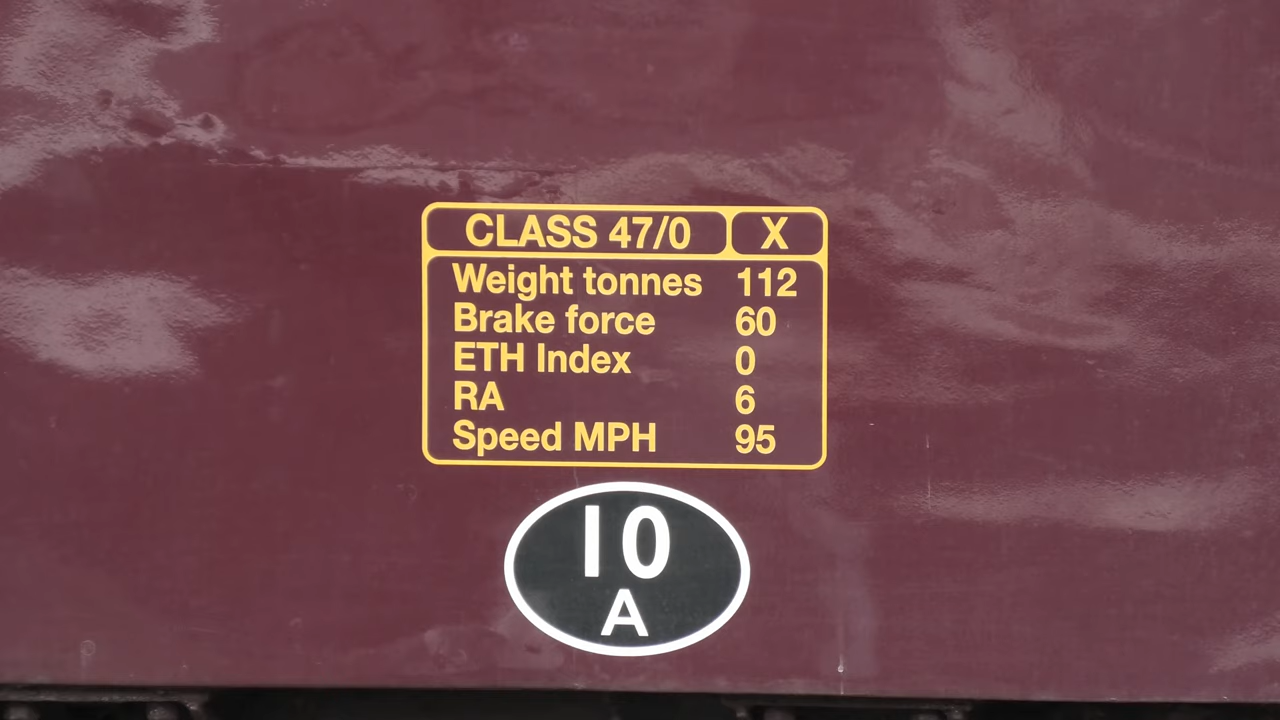 CLASS 47/0 X
Weight tonnes 112
Brake force 60
ETH Index 0
RA 6
Speed MPH 95
10
A